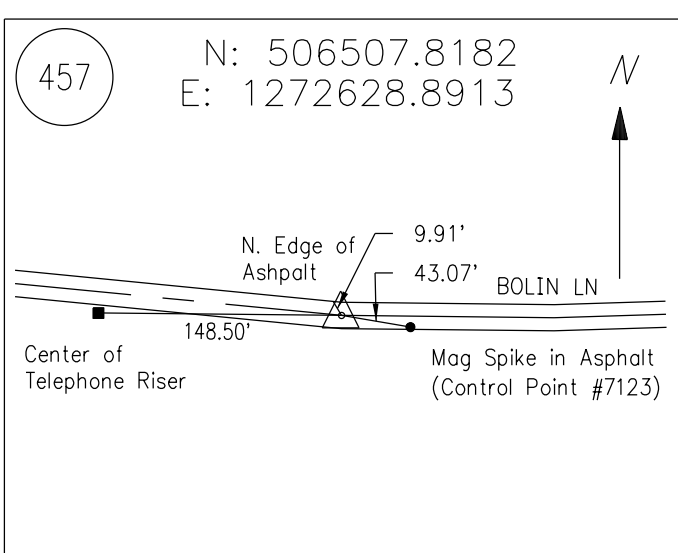 457
N: 506507.8182
E: 1272628.8913
N
N. Edge of
Ashpalt
9.91'
43.07'
BOLIN LN
148.50'
Center of
Telephone Riser
Mag Spike in Asphalt
(Control Point #7123)